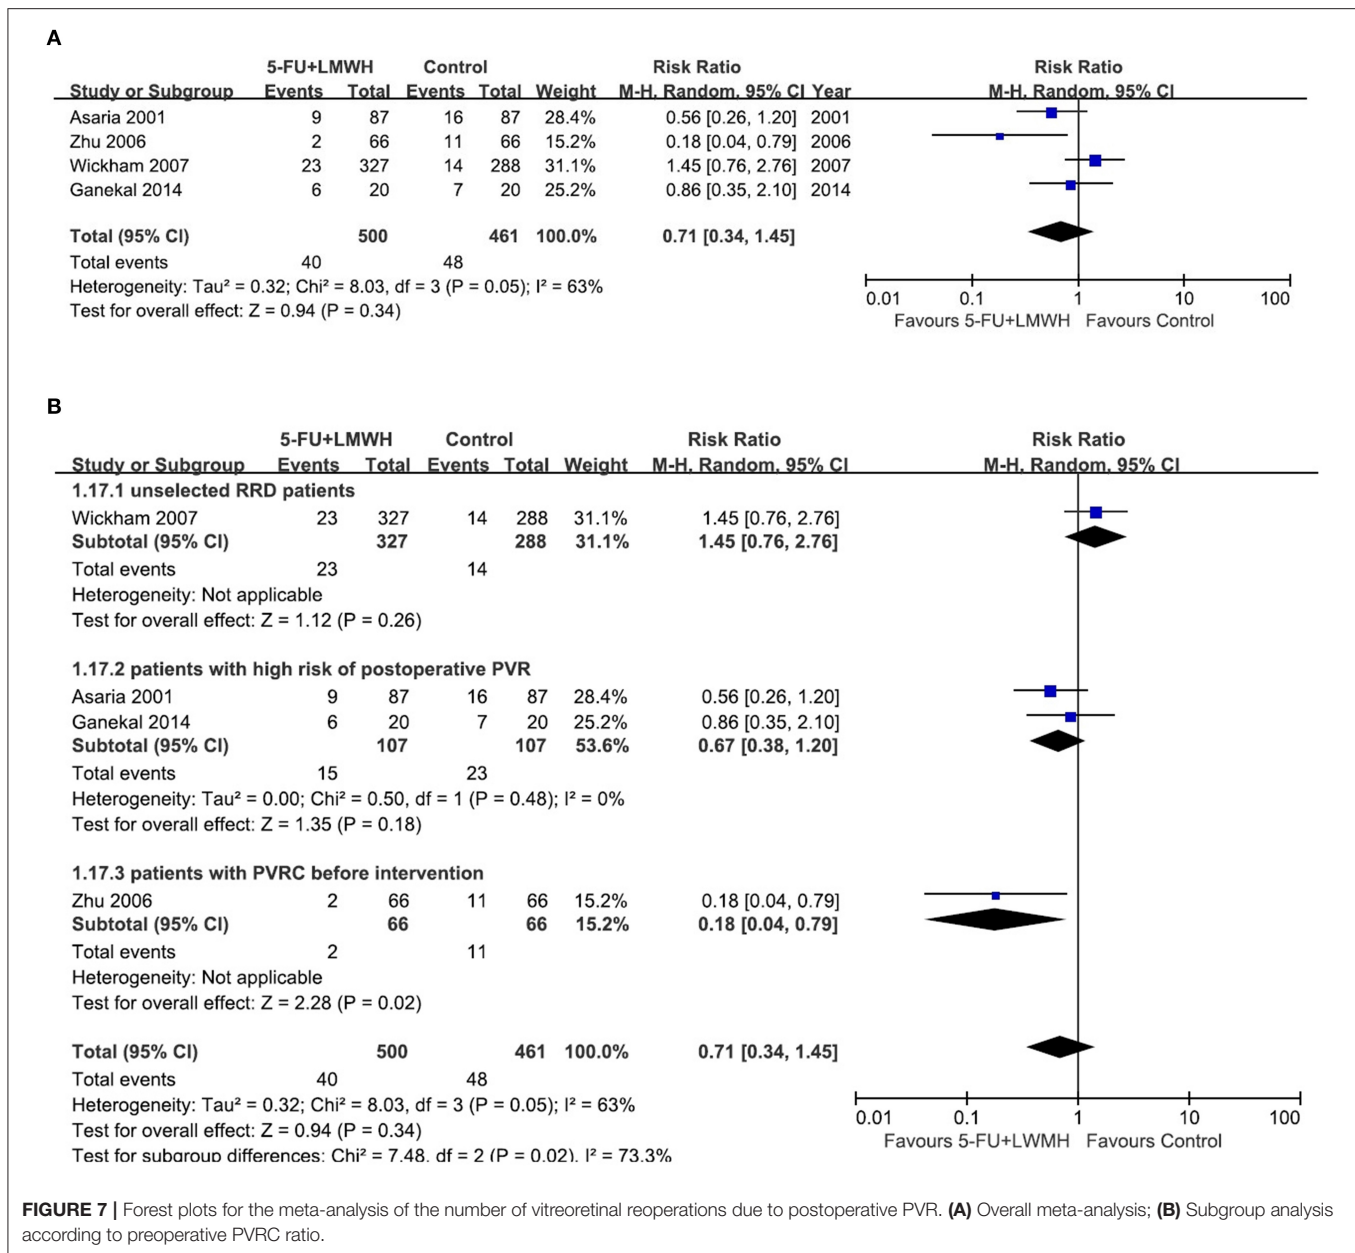 A
5-FU+LMWH Control Risk Ratio Risk Ratio
Study or Subgroup Events Total Events Total Weight M-H. Random. 95% CI Year M-H. Random. 95% CI
Asaria 2001 9 87 16 87 28.4% 0.56 [0.26, 1.20] 2001
Zhu 2006 2 66 11 66 15.2% 0.18 [0.04, 0.79] 2006
Wickham 2007 23 327 14 288 31.1% 1.45 [0.76, 2.76] 2007
Ganekal 2014 6 20 7 20 25.2% 0.86 [0.35, 2.10] 2014
Total (95% CI) 500 461 100.0% 0.71 [0.34, 1.45]
Total events 40 48
Heterogeneity: Tau² = 0.32; Chi² = 8.03, df = 3 (P = 0.05); I² = 63%
Test for overall effect: Z = 0.94 (P = 0.34)
0.01 0.1 1 10 100
Favours 5-FU+LMWH Favours Control
B
5-FU+LMWH Control Risk Ratio Risk Ratio
Study or Subgroup Events Total Events Total Weight M-H. Random. 95% CI M-H. Random. 95% CI
1.17.1 unselected RRD patients
Wickham 2007 23 327 14 288 31.1% 1.45 [0.76, 2.76]
Subtotal (95% CI) 327 288 31.1% 1.45 [0.76, 2.76]
Total events 23 14
Heterogeneity: Not applicable
Test for overall effect: Z = 1.12 (P = 0.26)
1.17.2 patients with high risk of postoperative PVR
Asaria 2001 9 87 16 87 28.4% 0.56 [0.26, 1.20]
Ganekal 2014 6 20 7 20 25.2% 0.86 [0.35, 2.10]
Subtotal (95% CI) 107 107 53.6% 0.67 [0.38, 1.20]
Total events 15 23
Heterogeneity: Tau² = 0.00; Chi² = 0.50, df = 1 (P = 0.48); I² = 0%
Test for overall effect: Z = 1.35 (P = 0.18)
1.17.3 patients with PVRC before intervention
Zhu 2006 2 66 11 66 15.2% 0.18 [0.04, 0.79]
Subtotal (95% CI) 66 66 15.2% 0.18 [0.04, 0.79]
Total events 2 11
Heterogeneity: Not applicable
Test for overall effect: Z = 2.28 (P = 0.02)
Total (95% CI) 500 461 100.0% 0.71 [0.34, 1.45]
Total events 40 48
Heterogeneity: Tau² = 0.32; Chi² = 8.03, df = 3 (P = 0.05); I² = 63%
Test for overall effect: Z = 0.94 (P = 0.34)
Test for subgroup differences: Chi² = 7.48, df = 2 (P = 0.02), I² = 73.3%
0.01 0.1 1 10 100
Favours 5-FU+LWMH Favours Control
FIGURE 7 | Forest plots for the meta-analysis of the number of vitreoretinal reoperations due to postoperative PVR. (A) Overall meta-analysis; (B) Subgroup analysis
according to preoperative PVRC ratio.